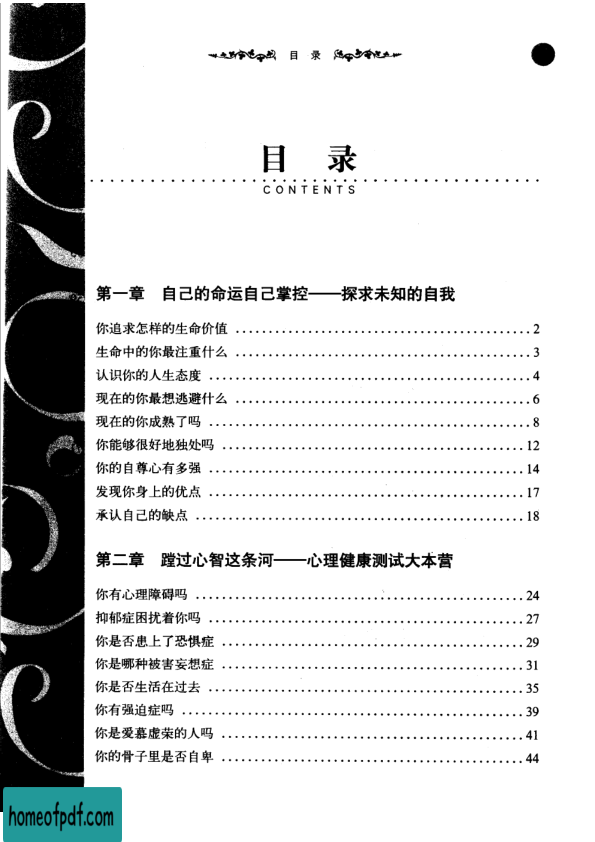 目 录
目 录
CONTENTS
第一章 自己的命运自己掌控——探求未知的自我
你追求怎样的生命价值 ................................................ 2
生命中的你最注重什么 ................................................ 3
认识你的人生态度 ................................................ 4
现在的你最想逃避什么 ................................................ 6
现在的你成熟了吗 ................................................ 8
你能够很好地独处吗 ................................................ 12
你的自尊心有多强 ................................................ 14
发现你身上的优点 ................................................ 17
承认自己的缺点 ................................................ 18
第二章 蹚过心智这条河——心理健康测试大本营
你有心理障碍吗 ................................................ 24
抑郁症困扰着你吗 ................................................ 27
你是否患上了恐惧症 ................................................ 29
你是哪种被害妄想症 ................................................ 31
你是否生活在过去 ................................................ 35
你有强迫症吗 ................................................ 39
你是爱慕虚荣的人吗 ................................................ 41
你的骨子里是否自卑 ................................................ 44
homeofpdf.com